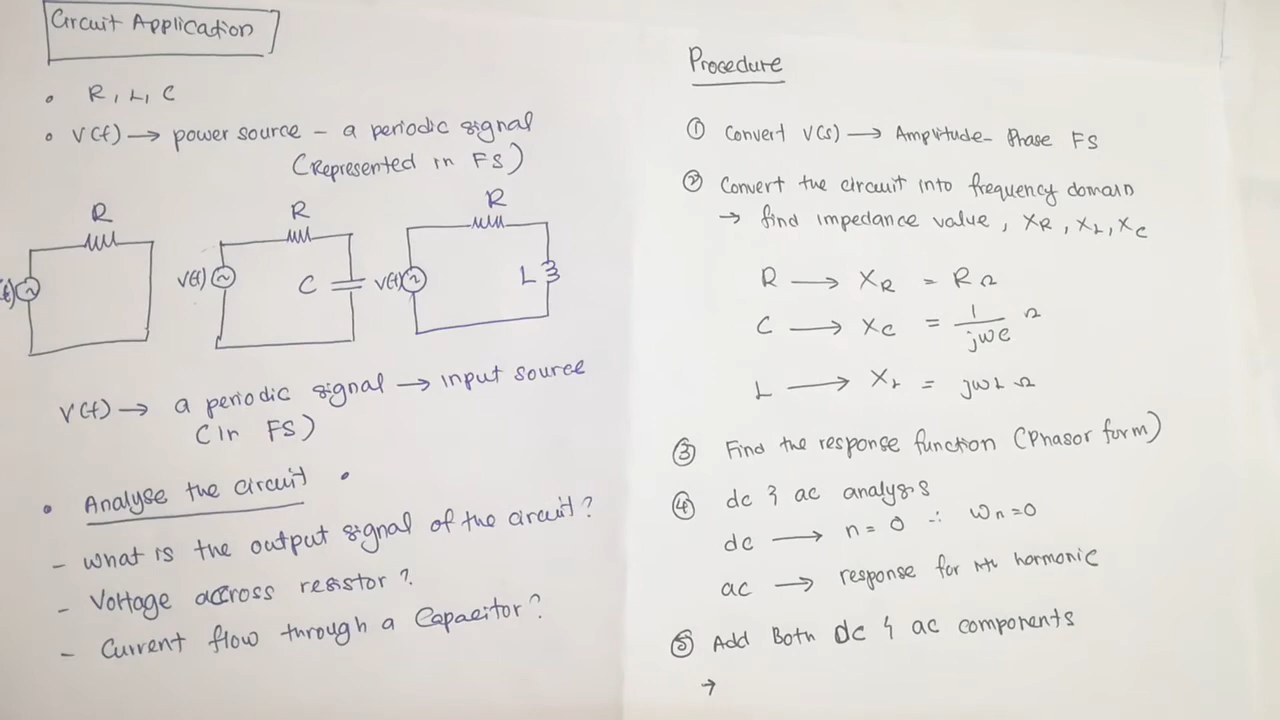 Circuit Application
• R, L, C
• V(t) → power source – a periodic signal
(Represented in FS)
R
R
R
V(t)
C
V(t)
L
V(t) → a periodic signal → input source
(in FS)
• Analyse the circuit •
- What is the output signal of the circuit?
- Voltage across resistor?
- Current flow through a Capacitor?
Procedure
① Convert V(s) → Amplitude-Phase FS
② Convert the circuit into frequency domain
→ find impedance value, XR, XL, XC
R → XR = R Ω
C → XC = 1/jωC Ω
L → XL = jωL Ω
③ Find the response function (Phasor form)
④ dc & ac analysis
dc → n = 0 ∴ ωn = 0
ac → response for nth harmonic
⑤ Add Both dc & ac components
→